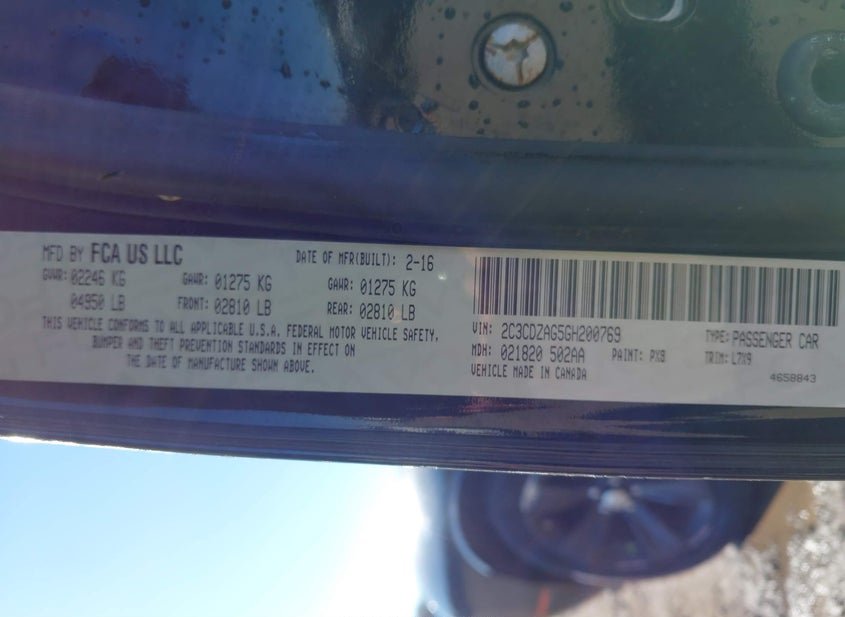 MFD BY FCA US LLC DATE OF MFR(BUILT): 2-16
GVWR: 02246 KG GAWR: 01275 KG GAWR: 01275 KG
04950 LB FRONT: 02810 LB REAR: 02810 LB
THIS VEHICLE CONFORMS TO ALL APPLICABLE U.S.A. FEDERAL MOTOR VEHICLE SAFETY,
BUMPER AND THEFT PREVENTION STANDARDS IN EFFECT ON
THE DATE OF MANUFACTURE SHOWN ABOVE.
VIN: 2C3CDZAG5GH200769 TYPE: PASSENGER CAR
MDH: 021820 502AA PAINT: PX8 TRIM: L7X9
VEHICLE MADE IN CANADA
4658843